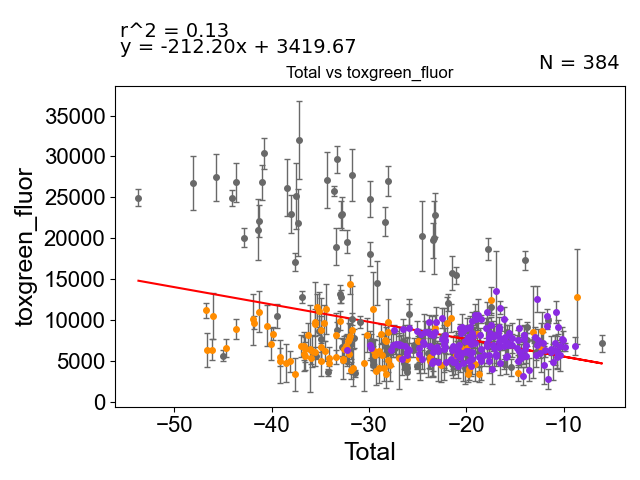 r^2 = 0.13
y = -212.20x + 3419.67
N = 384
Total vs toxgreen_fluor
35000
30000
25000
20000
15000
10000
5000
0
toxgreen_fluor
−50
−40
−30
−20
−10
Total